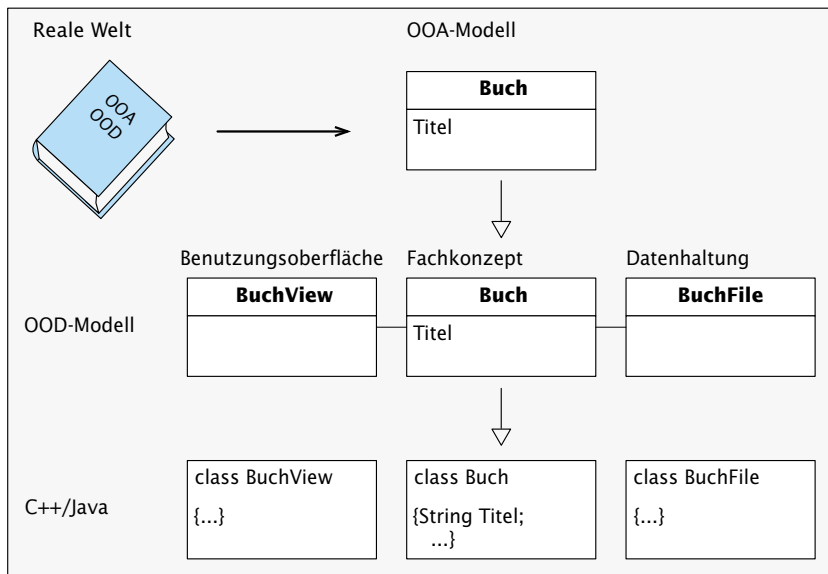 Reale Welt
OOA-Modell
OOA
OOD
Buch
Titel
Benutzungsoberfläche
Fachkonzept
Datenhaltung
OOD-Modell
BuchView
Buch
Titel
BuchFile
C++/Java
class BuchView
{...}
class Buch
{String Titel;
...}
class BuchFile
{...}